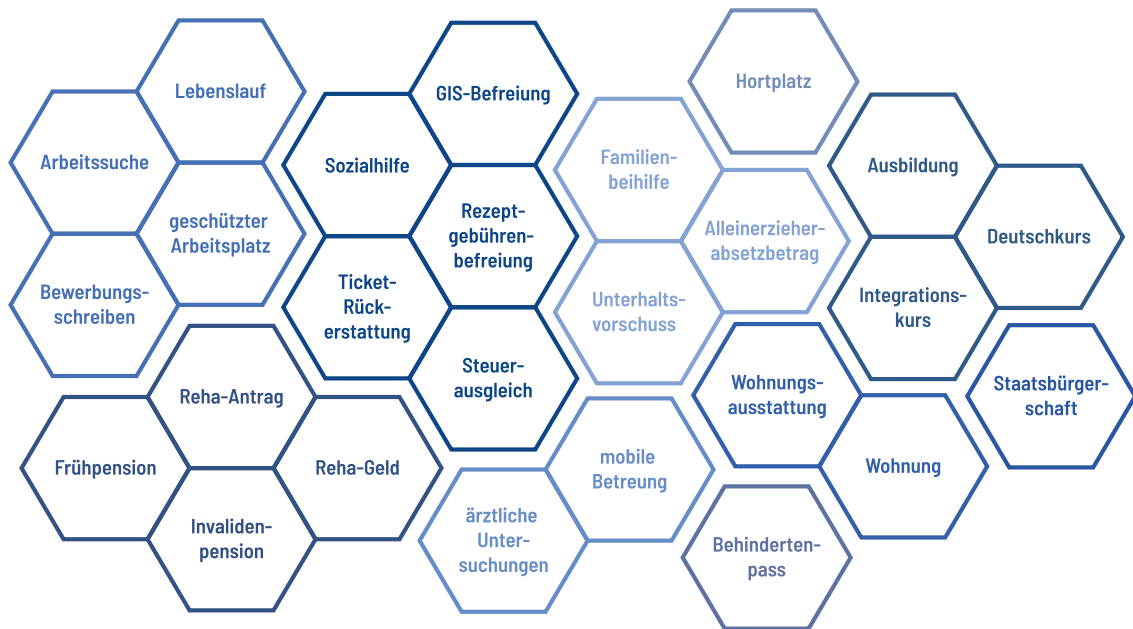 Lebenslauf
Arbeitssuche
geschützter
Arbeitsplatz
Bewerbungs-
schreiben
GIS-Befreiung
Sozialhilfe
Rezept-
gebühren-
befreiung
Ticket-
Rück-
erstattung
Steuer-
ausgleich
Hortplatz
Familien-
beihilfe
Alleinerzieher-
absetzbetrag
Unterhalts-
vorschuss
Ausbildung
Deutschkurs
Integrations-
kurs
Reha-Antrag
Frühpension
Reha-Geld
Invaliden-
pension
mobile
Betreung
ärztliche
Unter-
suchungen
Wohnungs-
ausstattung
Wohnung
Staatsbürger-
schaft
Behinderten-
pass